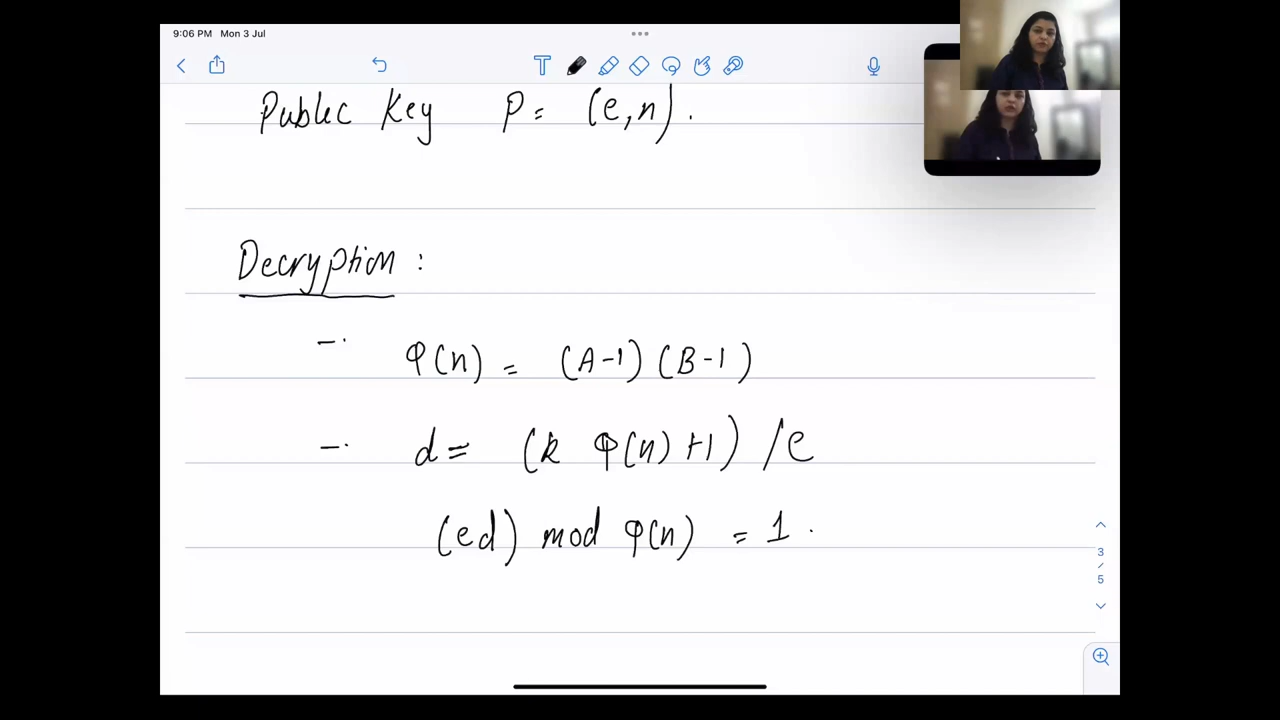 9:06 PM Mon 3 Jul
Public Key P = (e,n).
Decryption :
-. φ(n) = (A-1) (B-1)
-. d = (k φ(n) +1) /e
(ed) mod φ(n) = 1.
3
/
5